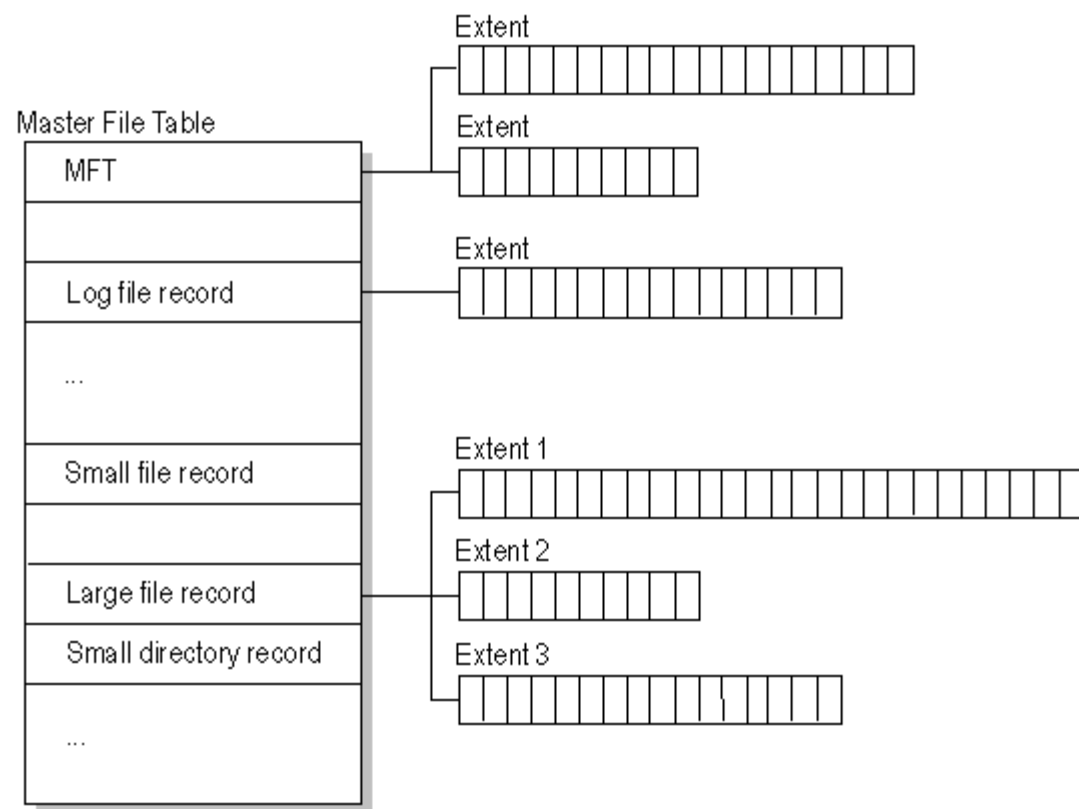 Master File Table
MFT
Log file record
...
Small file record
Large file record
Small directory record
...
Extent
Extent
Extent
Extent 1
Extent 2
Extent 3